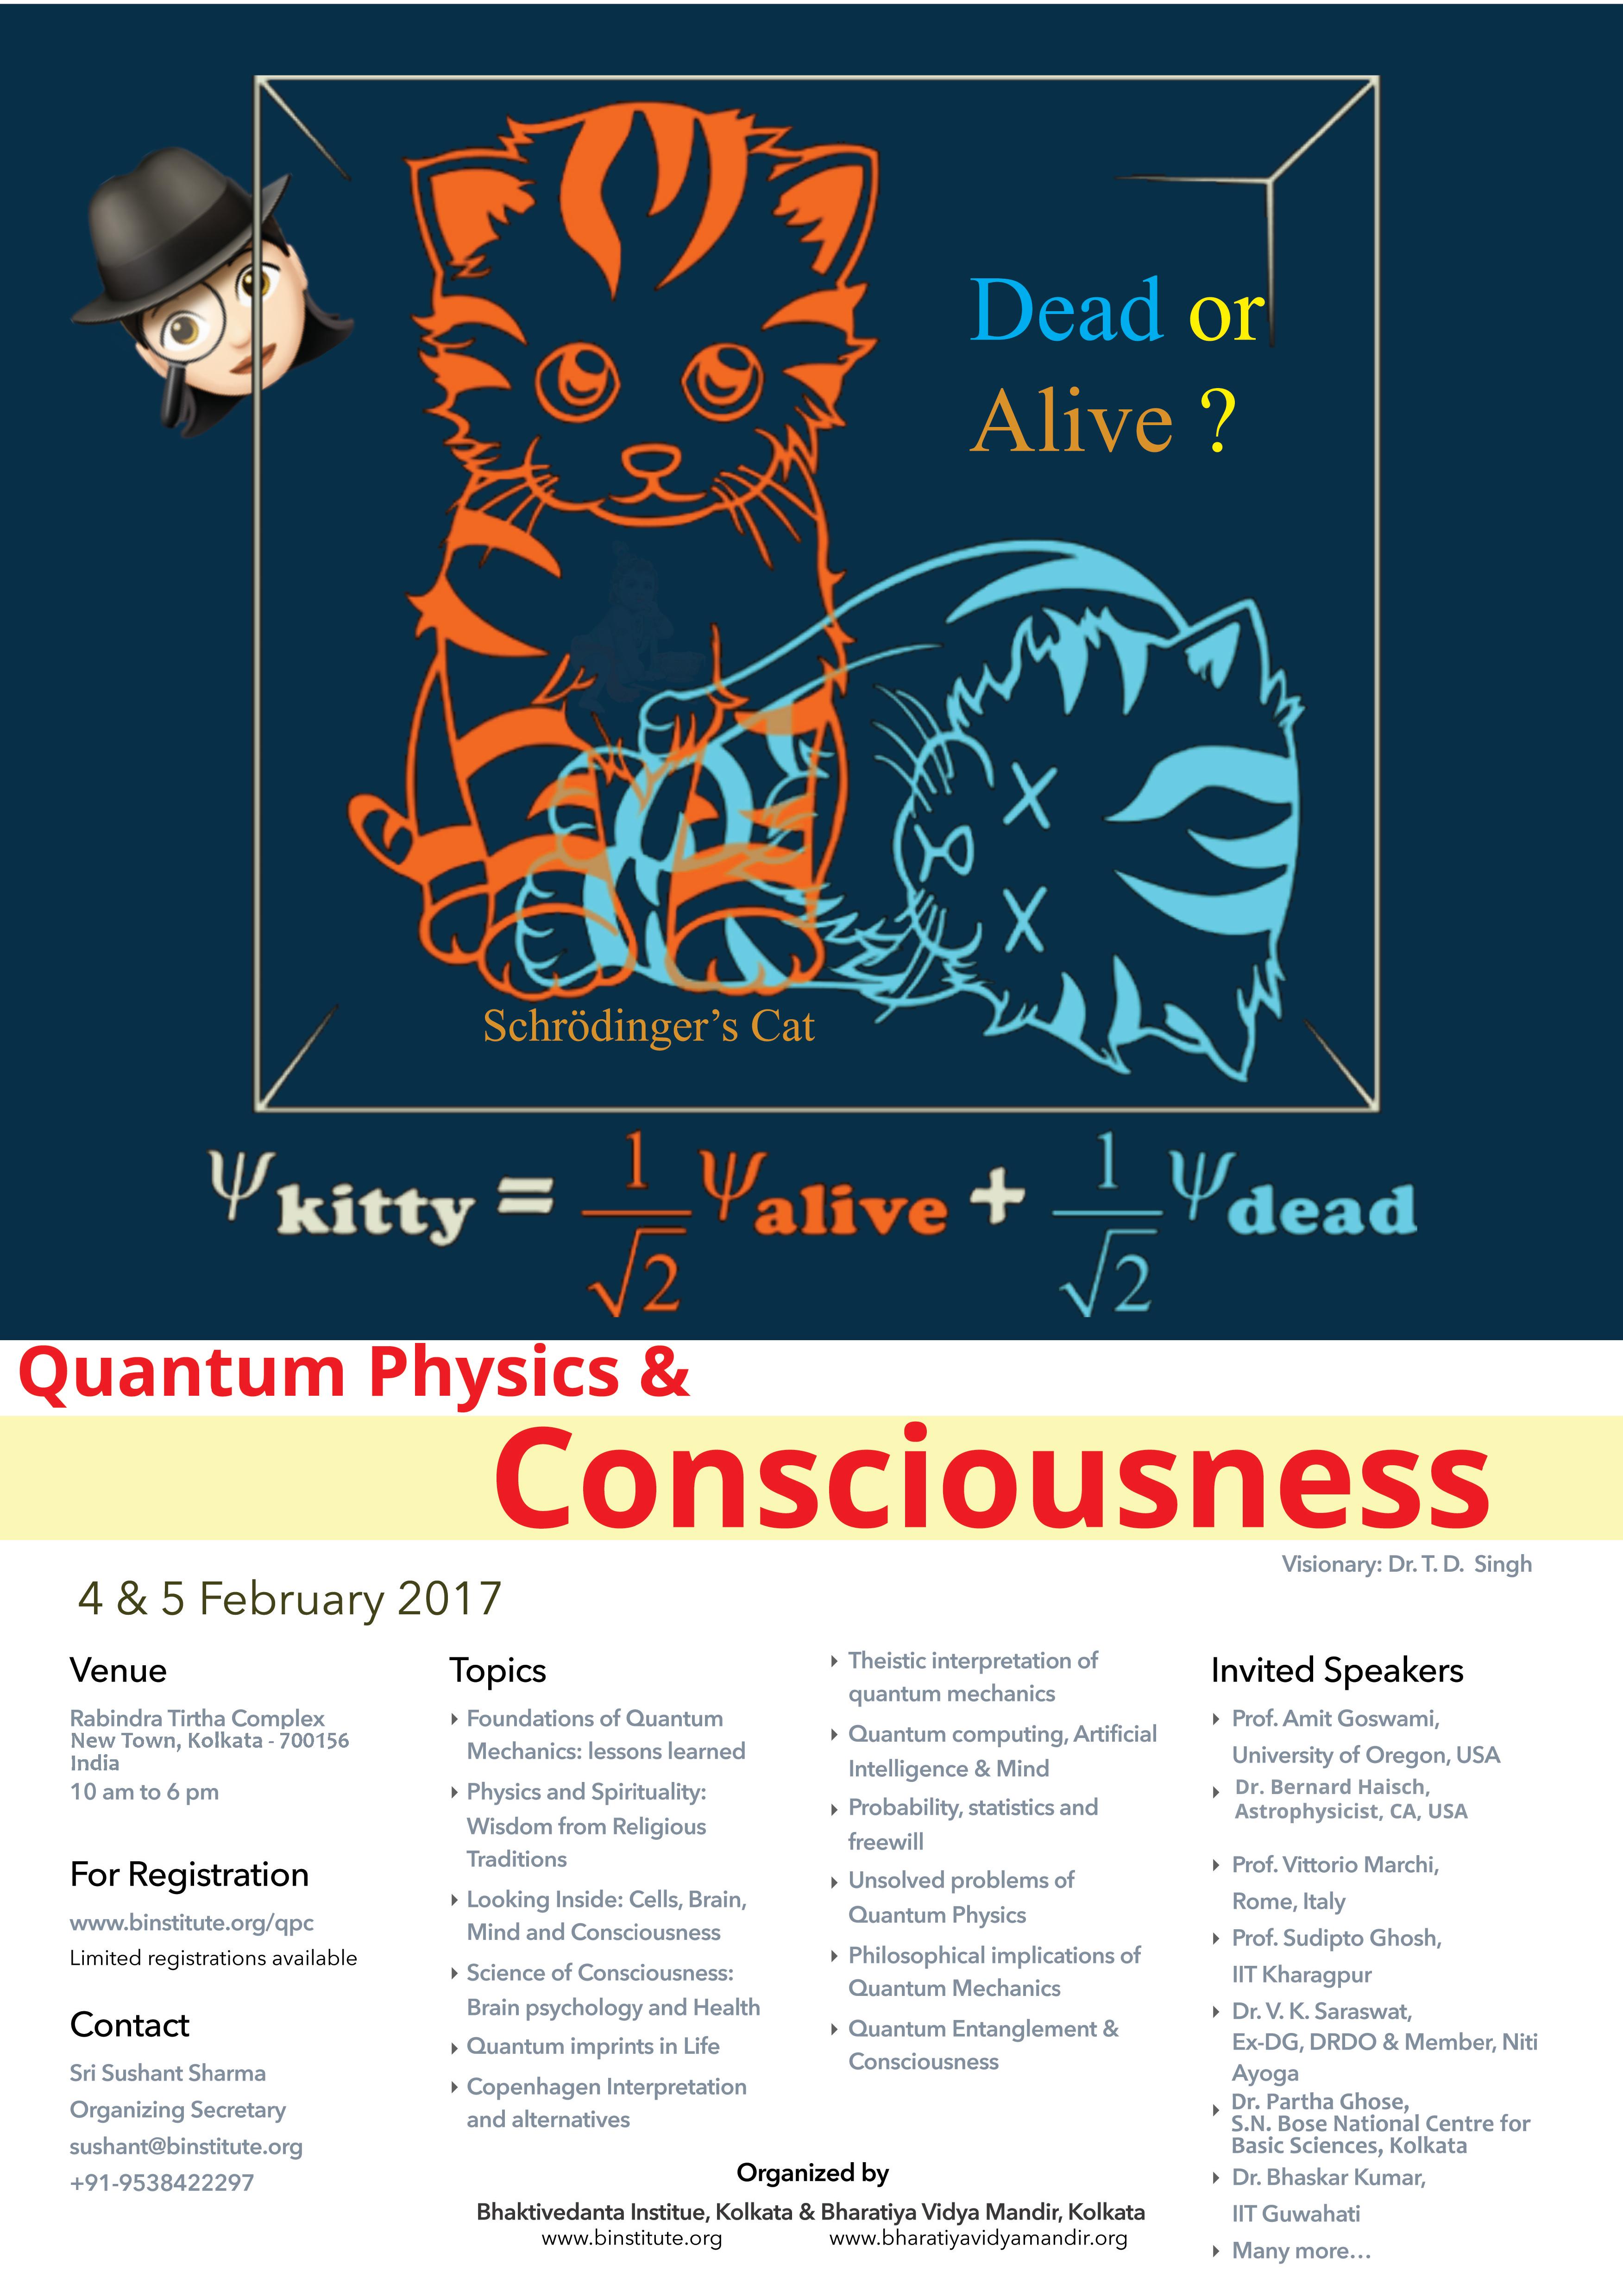 Dead or
Alive ?
Schrödinger’s Cat
ψkitty = 1/√2 ψalive + 1/√2 ψdead
Quantum Physics &
Consciousness
Visionary: Dr. T. D. Singh
4 & 5 February 2017
Venue
Rabindra Tirtha Complex
New Town, Kolkata - 700156
India
10 am to 6 pm
For Registration
www.binstitute.org/qpc
Limited registrations available
Contact
Sri Sushant Sharma
Organizing Secretary
sushant@binstitute.org
+91-9538422297
Topics
Foundations of Quantum
Mechanics: lessons learned
Physics and Spirituality:
Wisdom from Religious
Traditions
Looking Inside: Cells, Brain,
Mind and Consciousness
Science of Consciousness:
Brain psychology and Health
Quantum imprints in Life
Copenhagen Interpretation
and alternatives
Theistic interpretation of
quantum mechanics
Quantum computing, Artificial
Intelligence & Mind
Probability, statistics and
freewill
Unsolved problems of
Quantum Physics
Philosophical implications of
Quantum Mechanics
Quantum Entanglement &
Consciousness
Invited Speakers
Prof. Amit Goswami,
University of Oregon, USA
Dr. Bernard Haisch,
Astrophysicist, CA, USA
Prof. Vittorio Marchi,
Rome, Italy
Prof. Sudipto Ghosh,
IIT Kharagpur
Dr. V. K. Saraswat,
Ex-DG, DRDO & Member, Niti
Ayoga
Dr. Partha Ghose,
S.N. Bose National Centre for
Basic Sciences, Kolkata
Dr. Bhaskar Kumar,
IIT Guwahati
Many more…
Organized by
Bhaktivedanta Institue, Kolkata & Bharatiya Vidya Mandir, Kolkata
www.binstitute.org www.bharatiyavidyamandir.org